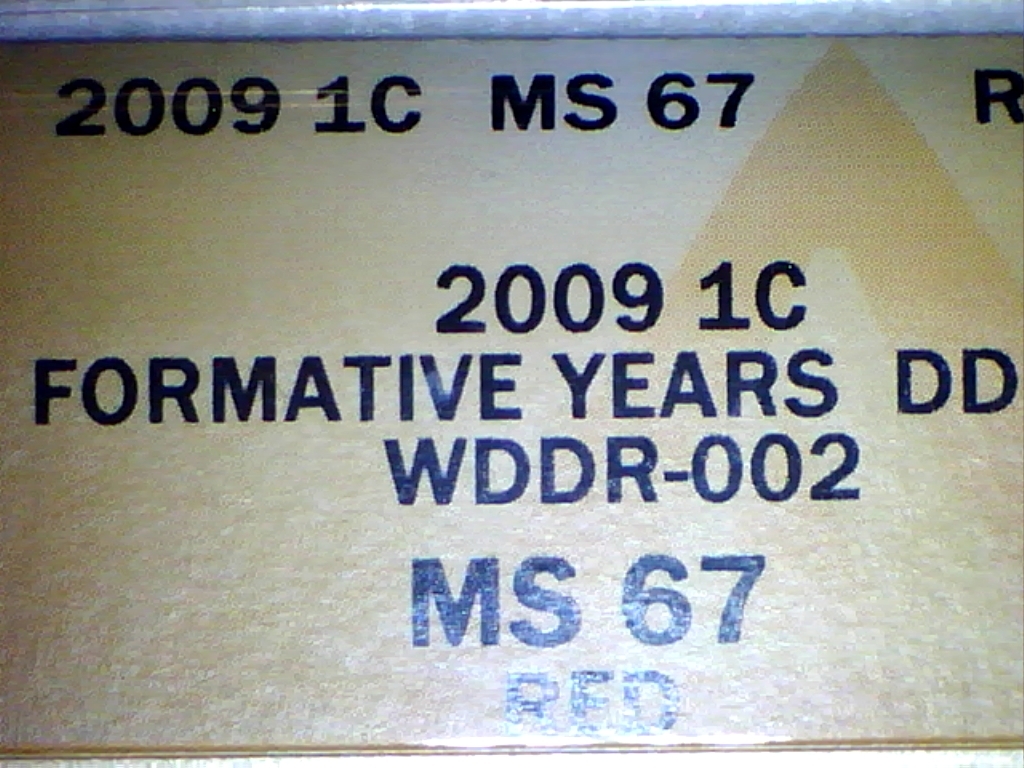 2009 1C MS 67 R
2009 1C
FORMATIVE YEARS DD
WDDR-002
MS 67
RED